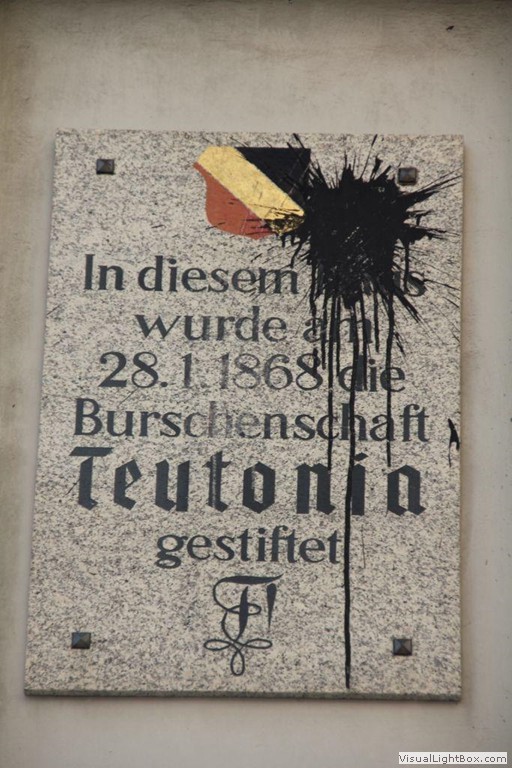 In diesem
wurde am
28.1.1868 die
Burschenschaft
Teutonia
gestiftet
VisualLightBox.com